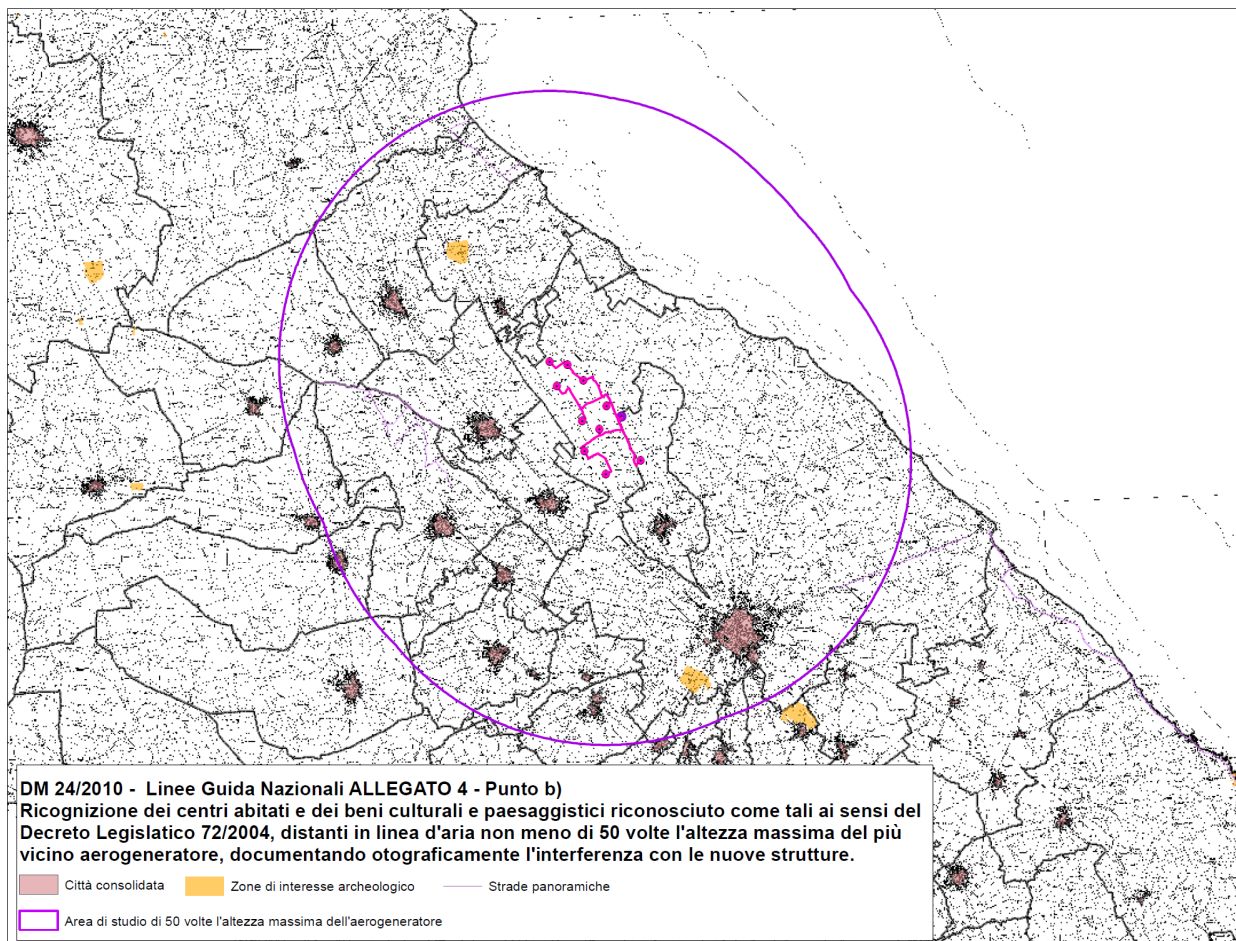 DM 24/2010 - Linee Guida Nazionali ALLEGATO 4 - Punto b)
Ricognizione dei centri abitati e dei beni culturali e paesaggistici riconosciuto come tali ai sensi del
Decreto Legislatico 72/2004, distanti in linea d'aria non meno di 50 volte l'altezza massima del più
vicino aerogeneratore, documentando otograficamente l'interferenza con le nuove strutture.
Città consolidata
Zone di interesse archeologico
Strade panoramiche
Area di studio di 50 volte l'altezza massima dell'aerogeneratore